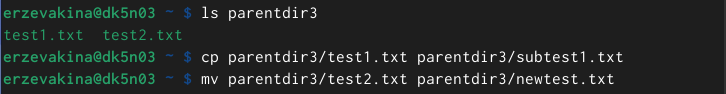 erzevakina@dk5n03 ~ $ ls parentdir3
test1.txt  test2.txt
erzevakina@dk5n03 ~ $ cp parentdir3/test1.txt parentdir3/subtest1.txt
erzevakina@dk5n03 ~ $ mv parentdir3/test2.txt parentdir3/newtest.txt